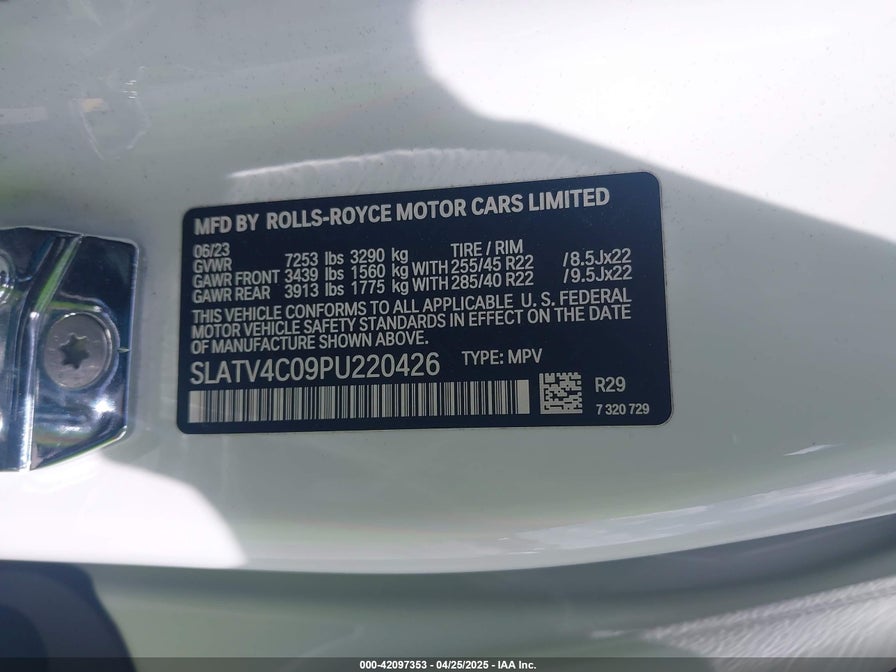 MFD BY ROLLS-ROYCE MOTOR CARS LIMITED
06/23 TIRE / RIM
GVWR 7253 lbs 3290 kg
GAWR FRONT 3439 lbs 1560 kg WITH 255/45 R22 /8.5Jx22
GAWR REAR 3913 lbs 1775 kg WITH 285/40 R22 /9.5Jx22
THIS VEHICLE CONFORMS TO ALL APPLICABLE U.S. FEDERAL
MOTOR VEHICLE SAFETY STANDARDS IN EFFECT ON THE DATE
OF MANUFACTURE SHOWN ABOVE.
SLATV4C09PU220426 TYPE: MPV
R29
7 320 729
000-42097353 / 04/25/2025 - IAA Inc.